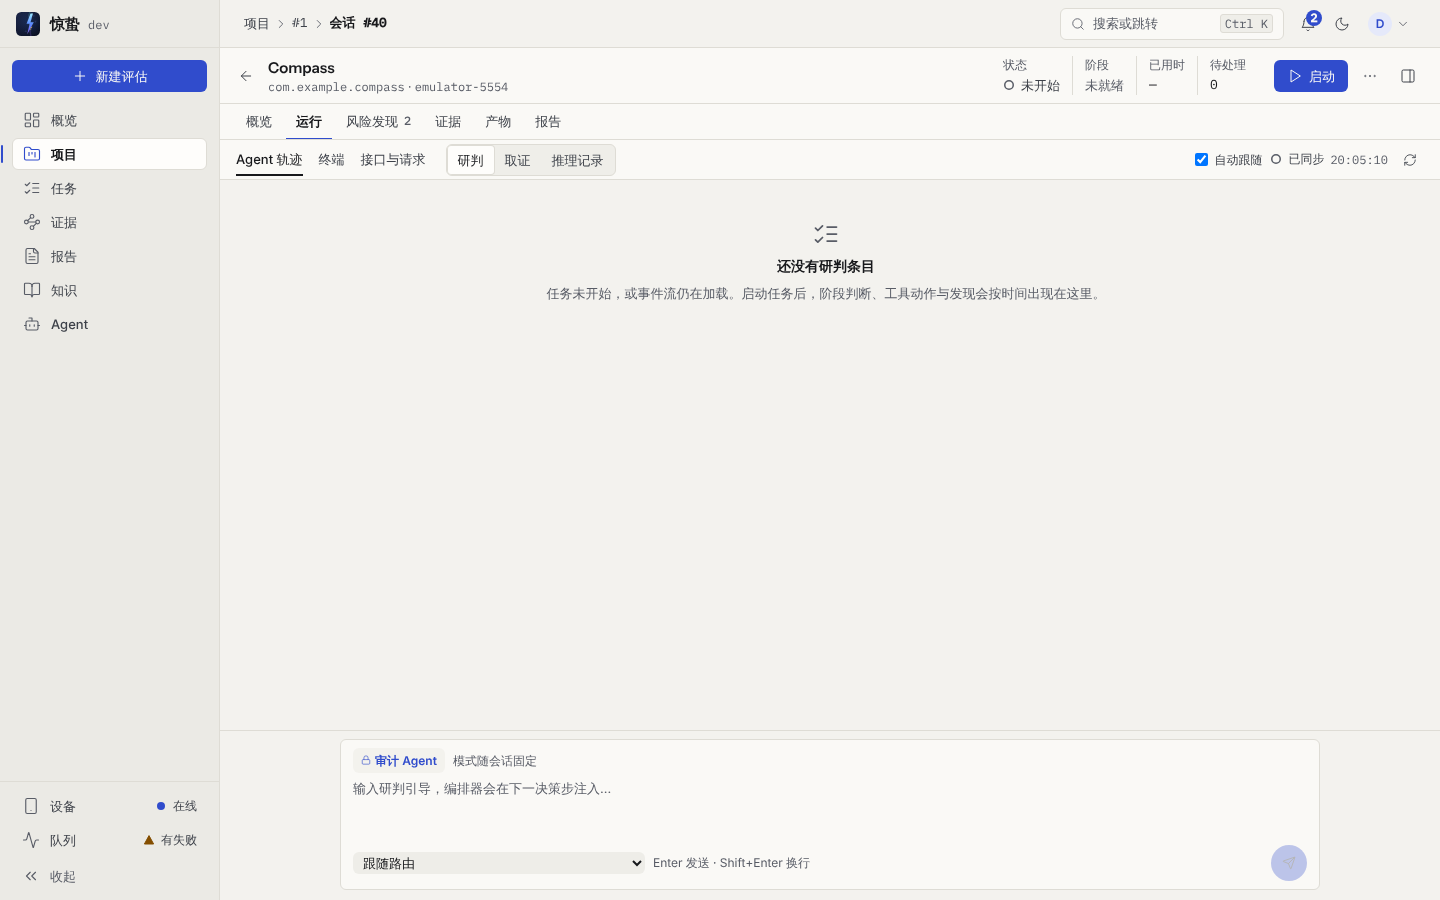 惊蛰 dev
新建评估
概览
项目
任务
证据
报告
知识
Agent
设备 在线
队列 有失败
收起
项目 > #1 > 会话 #40
搜索或跳转 Ctrl K
2
D
Compass
com.example.compass · emulator-5554
状态 阶段 已用时 待处理
未开始 未就绪 — 0
启动
概览 运行 风险发现 2 证据 产物 报告
Agent 轨迹 终端 接口与请求 研判 取证 推理记录
自动跟随 已同步 20:05:10
还没有研判条目
任务未开始，或事件流仍在加载。启动任务后，阶段判断、工具动作与发现会按时间出现在这里。
审计 Agent 模式随会话固定
输入研判引导，编排器会在下一决策步注入...
跟随路由 Enter 发送 · Shift+Enter 换行